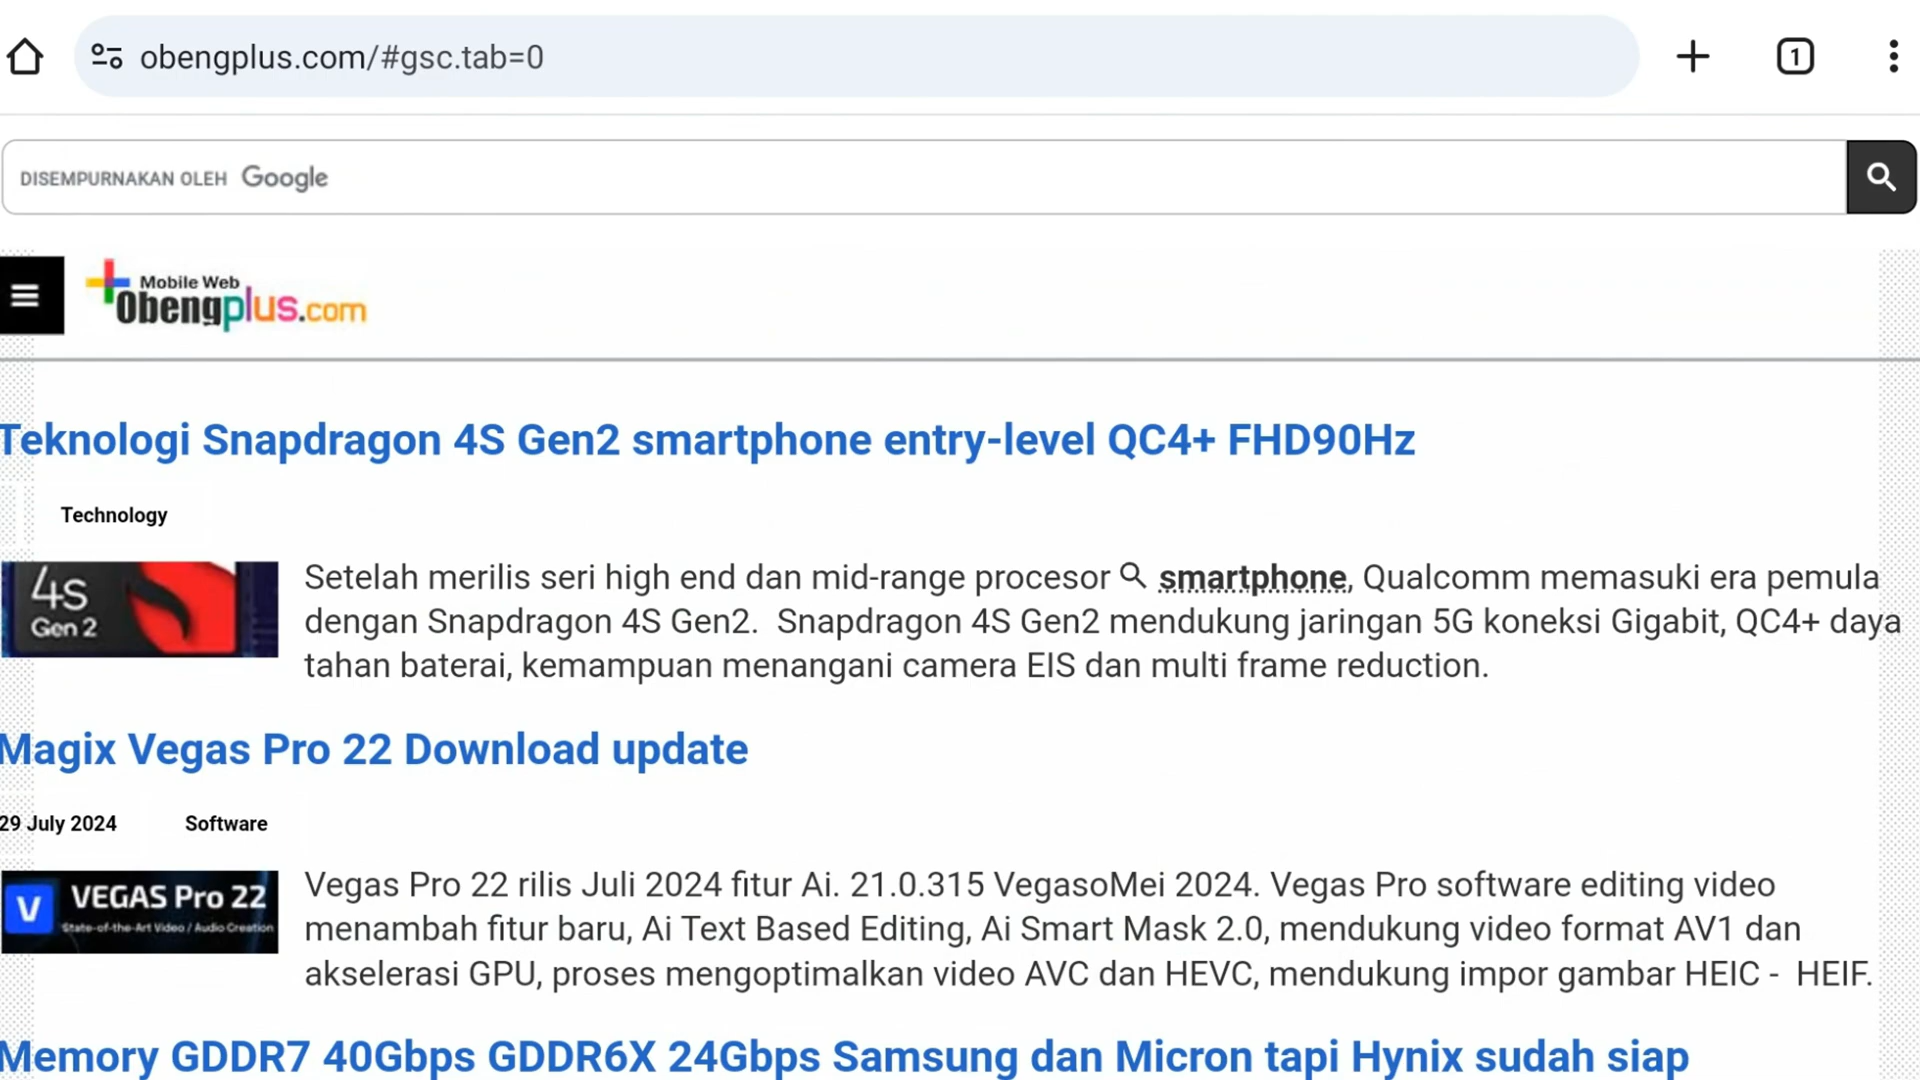 obengplus.com/#gsc.tab=0
1
DISEMPURNAKAN OLEH Google
Mobile Web
Obengplus.com
Teknologi Snapdragon 4S Gen2 smartphone entry-level QC4+ FHD90Hz
Technology
4s
Gen 2
Setelah merilis seri high end dan mid-range procesor smartphone, Qualcomm memasuki era pemula
dengan Snapdragon 4S Gen2. Snapdragon 4S Gen2 mendukung jaringan 5G koneksi Gigabit, QC4+ daya
tahan baterai, kemampuan menangani camera EIS dan multi frame reduction.
Magix Vegas Pro 22 Download update
29 July 2024 Software
V VEGAS Pro 22
State-of-the-Art Video / Audio Creation
Vegas Pro 22 rilis Juli 2024 fitur Ai. 21.0.315 VegasoMei 2024. Vegas Pro software editing video
menambah fitur baru, Ai Text Based Editing, Ai Smart Mask 2.0, mendukung video format AV1 dan
akselerasi GPU, proses mengoptimalkan video AVC dan HEVC, mendukung impor gambar HEIC - HEIF.
Memory GDDR7 40Gbps GDDR6X 24Gbps Samsung dan Micron tapi Hynix sudah siap